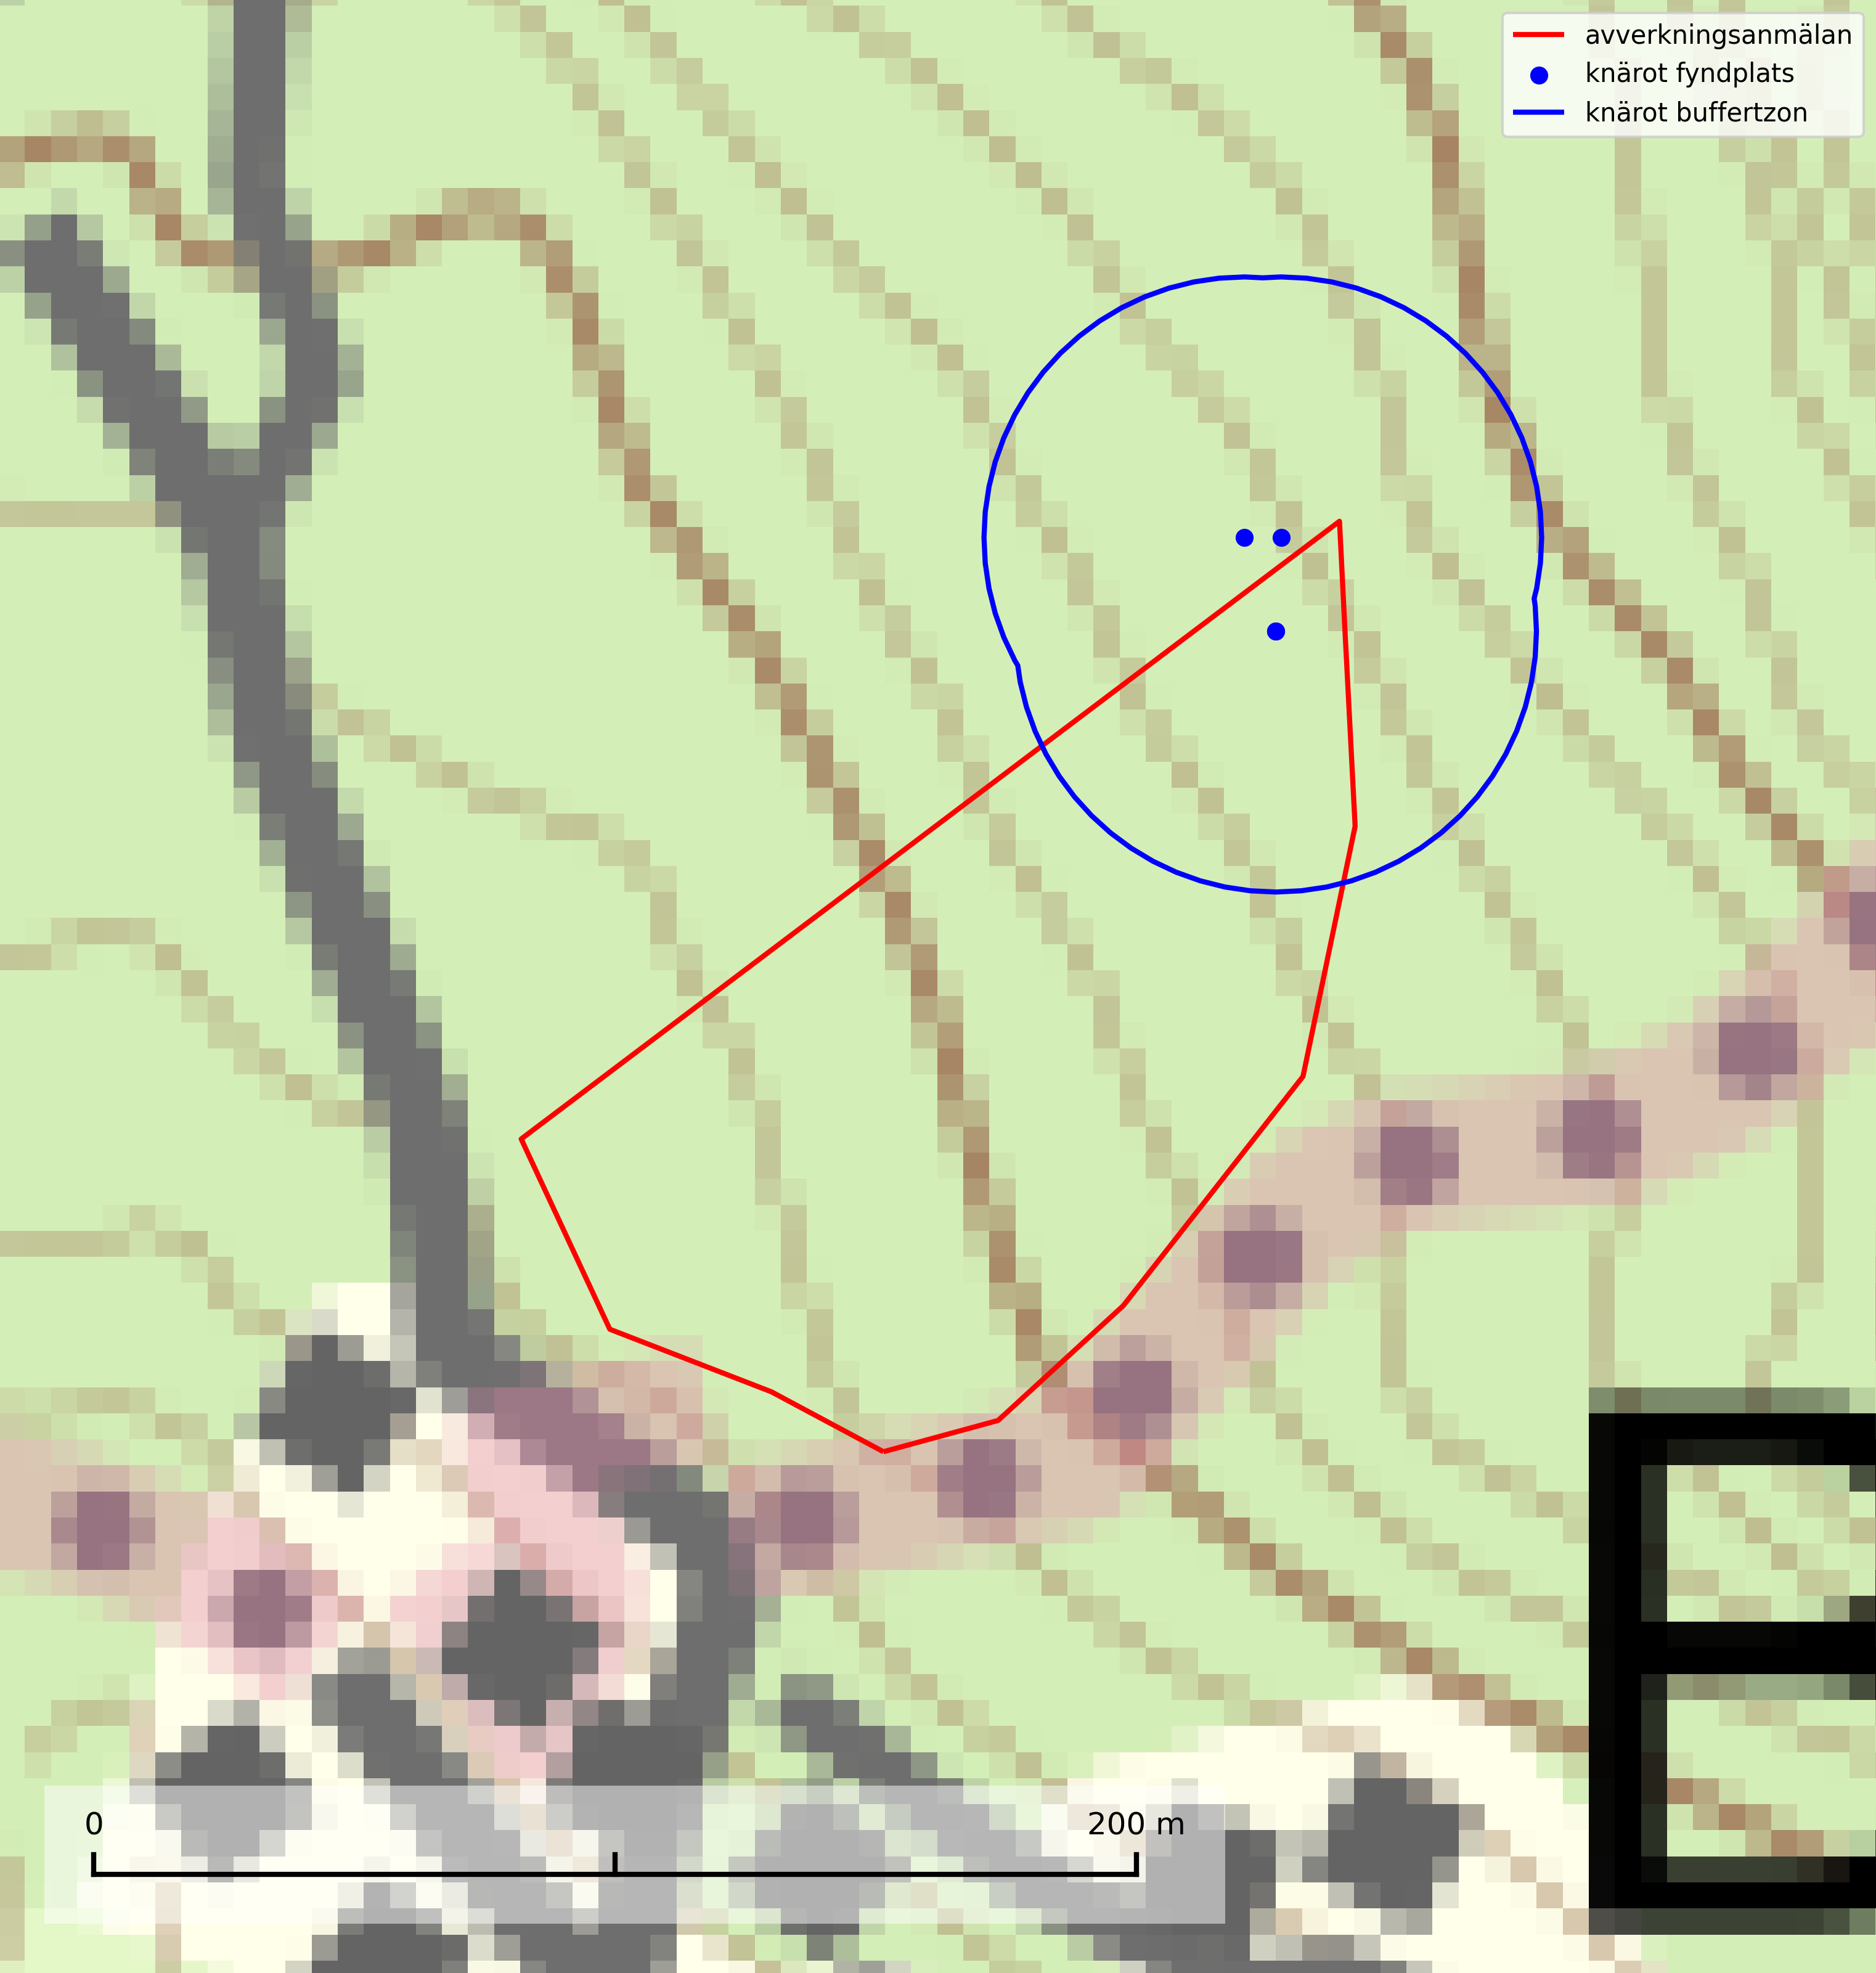 avverkningsanmälan
knärot fyndplats
knärot buffertzon
0 200 m